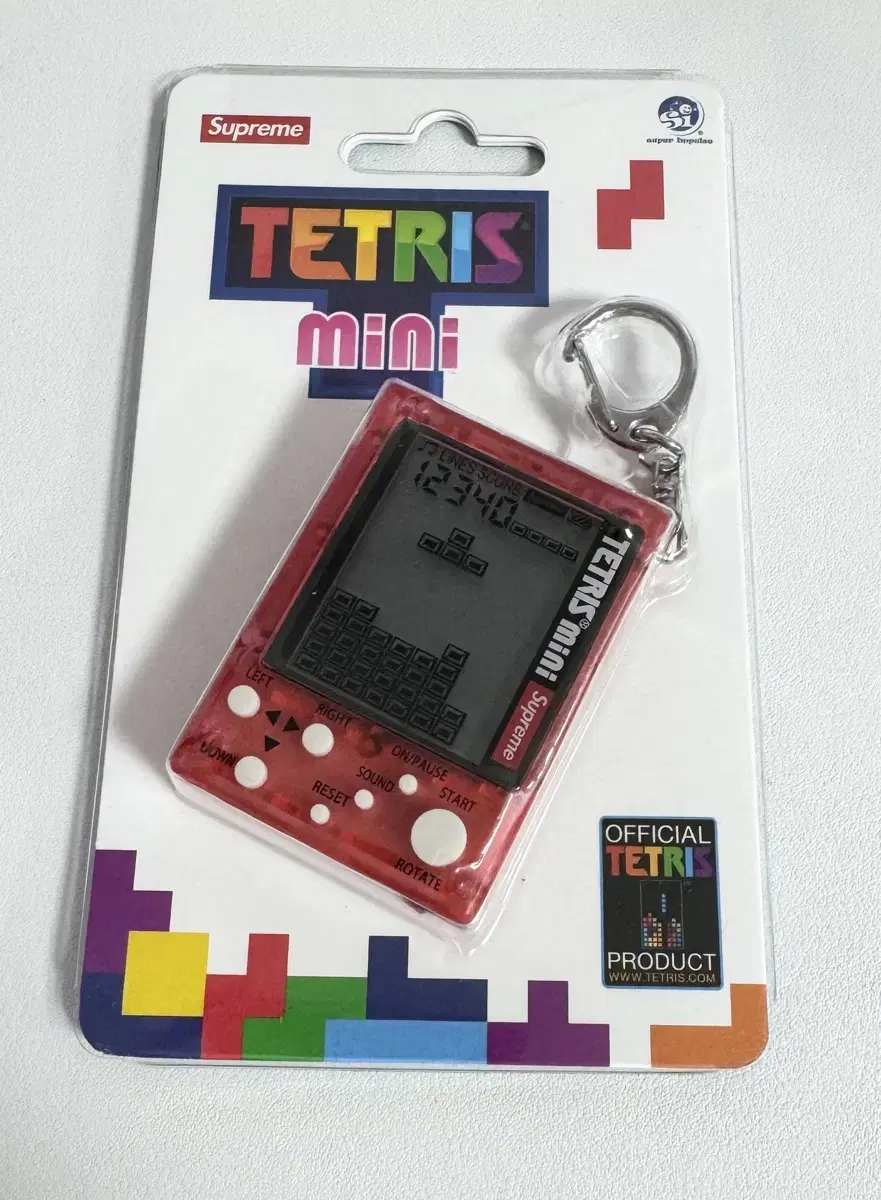 Supreme
super impulse
TETRIS
mini
LINES SCORE
12340
TETRIS® mini
Supreme
LEFT
RIGHT
DOWN
ON/PAUSE
SOUND
START
RESET
ROTATE
OFFICIAL
TETRIS
PRODUCT
WWW.TETRIS.COM